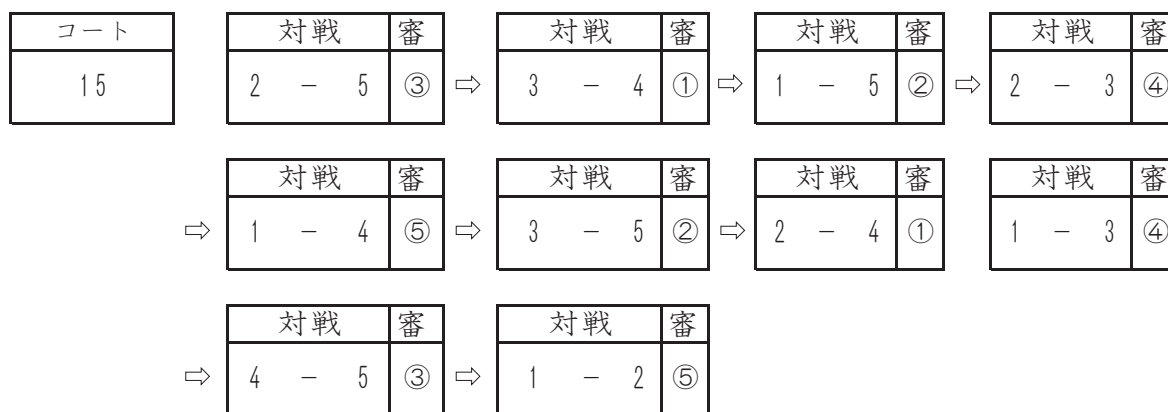 コート 対戦 審 対戦 審 対戦 審 対戦 審
15 2 － 5 ③ ⇨ 3 － 4 ① ⇨ 1 － 5 ② ⇨ 2 － 3 ④
対戦 審 対戦 審 対戦 審 対戦 審
⇨ 1 － 4 ⑤ ⇨ 3 － 5 ② ⇨ 2 － 4 ① 1 － 3 ④
対戦 審 対戦 審
⇨ 4 － 5 ③ ⇨ 1 － 2 ⑤